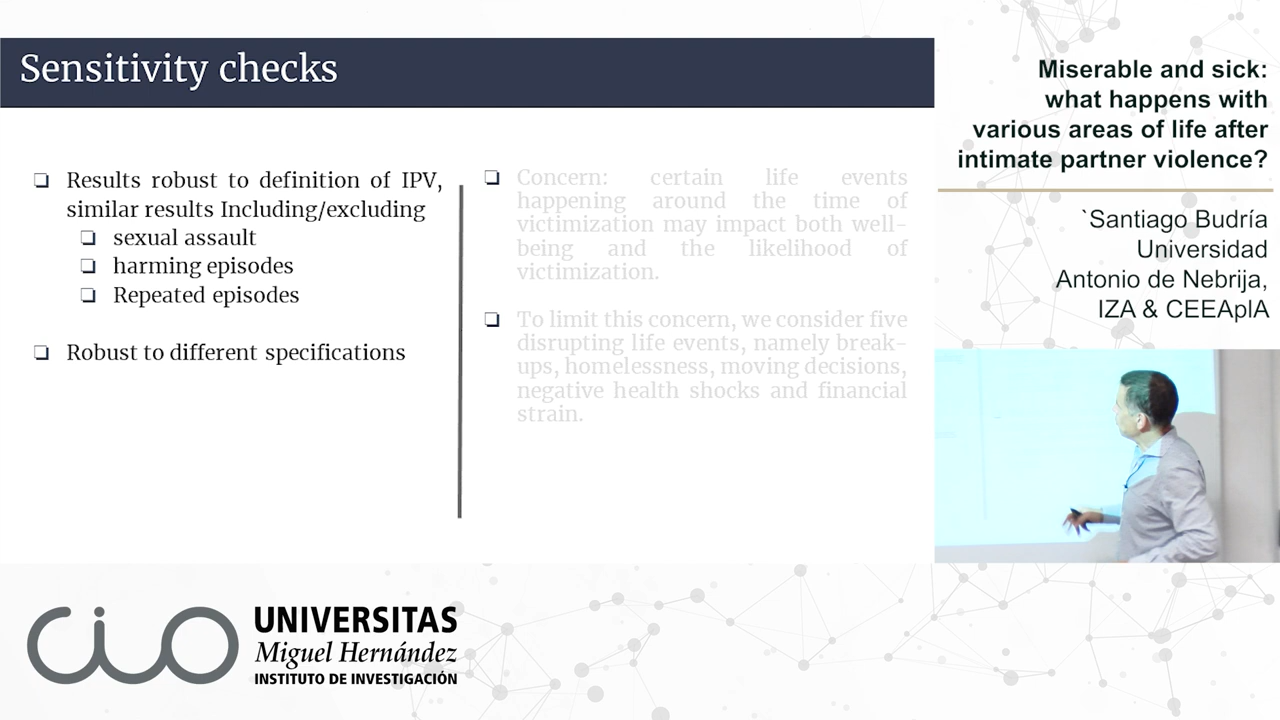 Sensitivity checks
Results robust to definition of IPV,
similar results Including/excluding
sexual assault
harming episodes
Repeated episodes
Robust to different specifications
Concern: certain life events
happening around the time of
victimization may impact both well-
being and the likelihood of
victimization.
To limit this concern, we consider five
disrupting life events, namely break-
ups, homelessness, moving decisions,
negative health shocks and financial
strain.
Miserable and sick:
what happens with
various areas of life after
intimate partner violence?
`Santiago Budría
Universidad
Antonio de Nebrija,
IZA & CEEAplA
cio
UNIVERSITAS
Miguel Hernández
INSTITUTO DE INVESTIGACIÓN